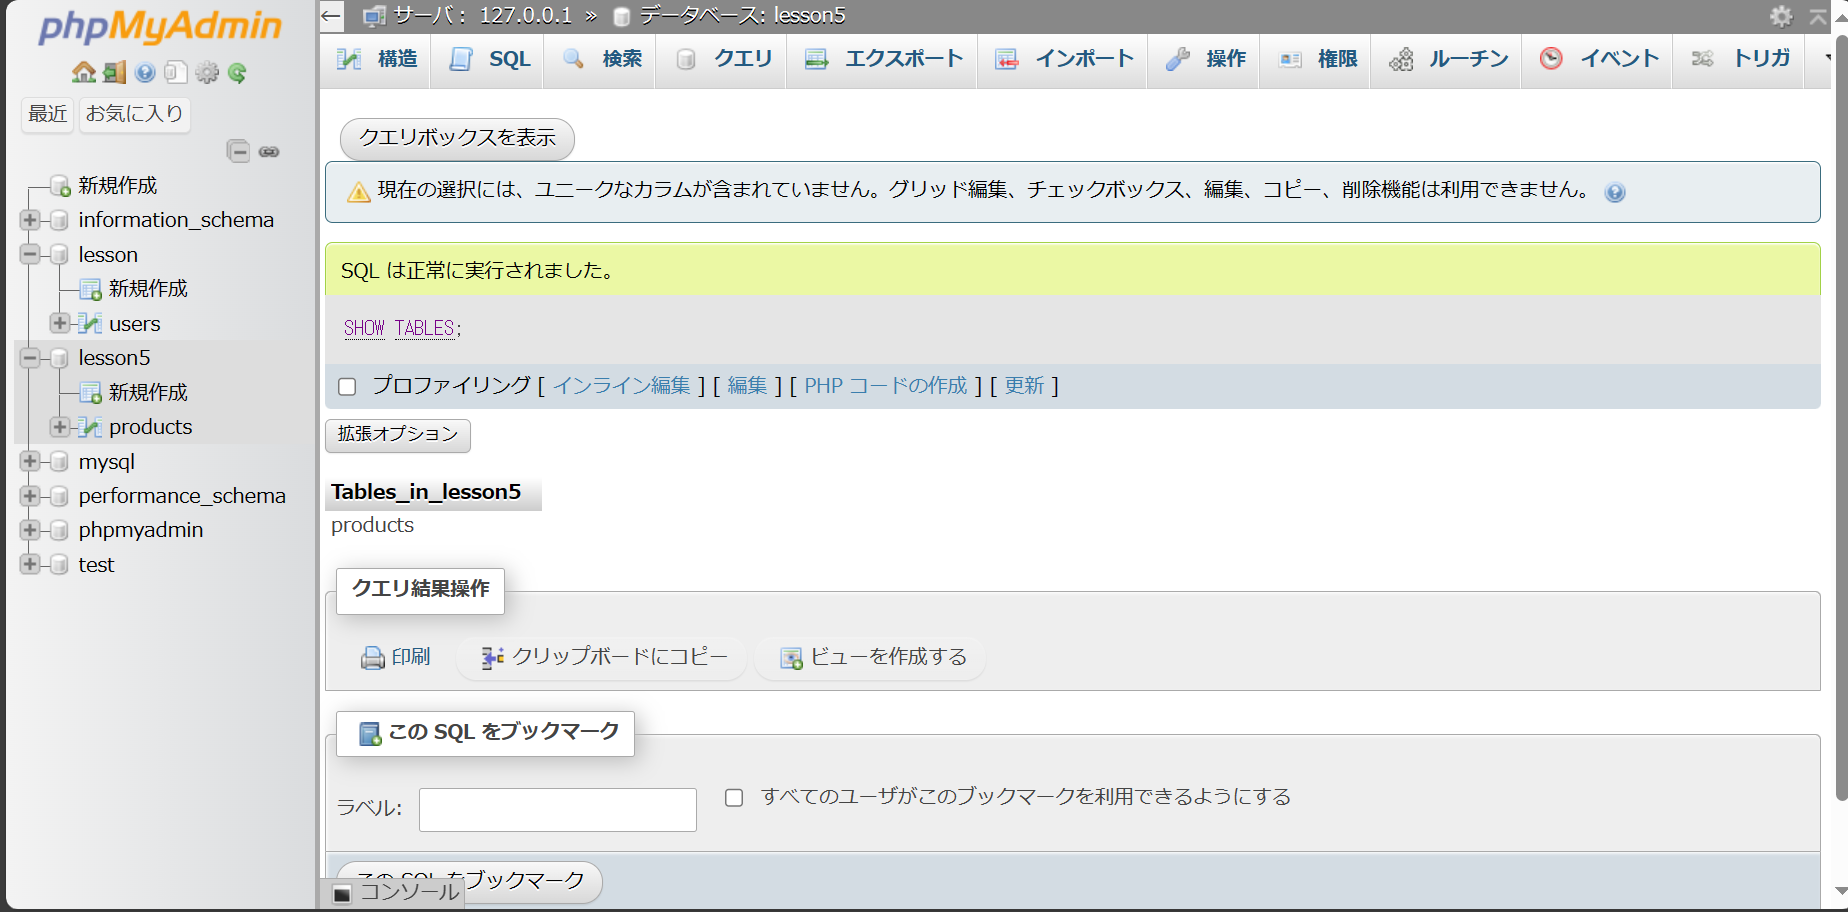 phpMyAdmin
最近 お気に入り
新規作成
information_schema
lesson
新規作成
users
lesson5
新規作成
products
mysql
performance_schema
phpmyadmin
test
サーバ: 127.0.0.1 » データベース: lesson5
構造 SQL 検索 クエリ エクスポート インポート 操作 権限 ルーチン イベント トリガ
クエリボックスを表示
現在の選択には、ユニークなカラムが含まれていません。グリッド編集、チェックボックス、編集、コピー、削除機能は利用できません。
SQL は正常に実行されました。
SHOW TABLES;
プロファイリング [ インライン編集 ] [ 編集 ] [ PHP コードの作成 ] [ 更新 ]
拡張オプション
Tables_in_lesson5
products
クエリ結果操作
印刷 クリップボードにコピー ビューを作成する
この SQL をブックマーク
ラベル: すべてのユーザがこのブックマークを利用できるようにする
この SQL をブックマーク
コンソール